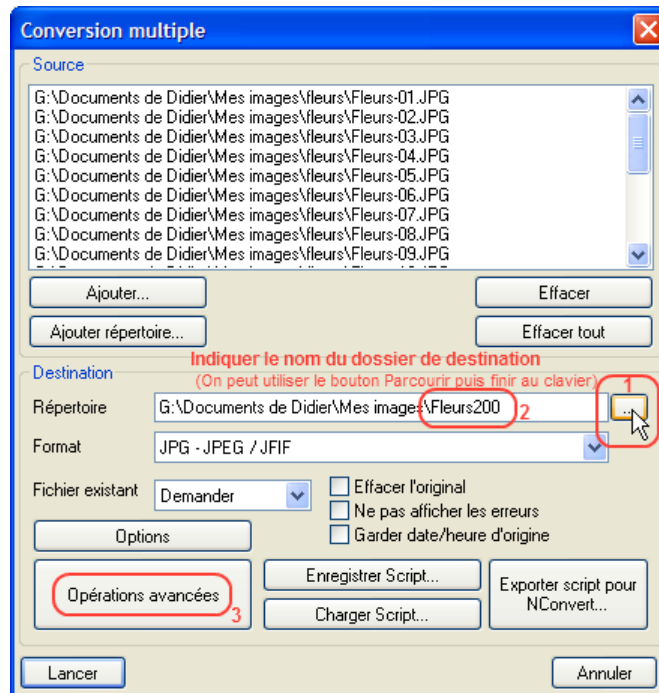 Conversion multiple
Source
G:\Documents de Didier\Mes images\fleurs\Fleurs-01.JPG
G:\Documents de Didier\Mes images\fleurs\Fleurs-02.JPG
G:\Documents de Didier\Mes images\fleurs\Fleurs-03.JPG
G:\Documents de Didier\Mes images\fleurs\Fleurs-04.JPG
G:\Documents de Didier\Mes images\fleurs\Fleurs-05.JPG
G:\Documents de Didier\Mes images\fleurs\Fleurs-06.JPG
G:\Documents de Didier\Mes images\fleurs\Fleurs-07.JPG
G:\Documents de Didier\Mes images\fleurs\Fleurs-08.JPG
G:\Documents de Didier\Mes images\fleurs\Fleurs-09.JPG
Ajouter...
Effacer
Ajouter répertoire...
Effacer tout
Indiquer le nom du dossier de destination
Destination
(On peut utiliser le bouton Parcourir puis finir au clavier)
1
Répertoire
G:\Documents de Didier\Mes images\Fleurs200
2
...
Format
JPG - JPEG / JFIF
Fichier existant
Demander
Effacer l'original
Ne pas afficher les erreurs
Garder date/heure d'origine
Options
Opérations avancées
3
Enregistrer Script...
Charger Script...
Exporter script pour
NConvert...
Lancer
Annuler